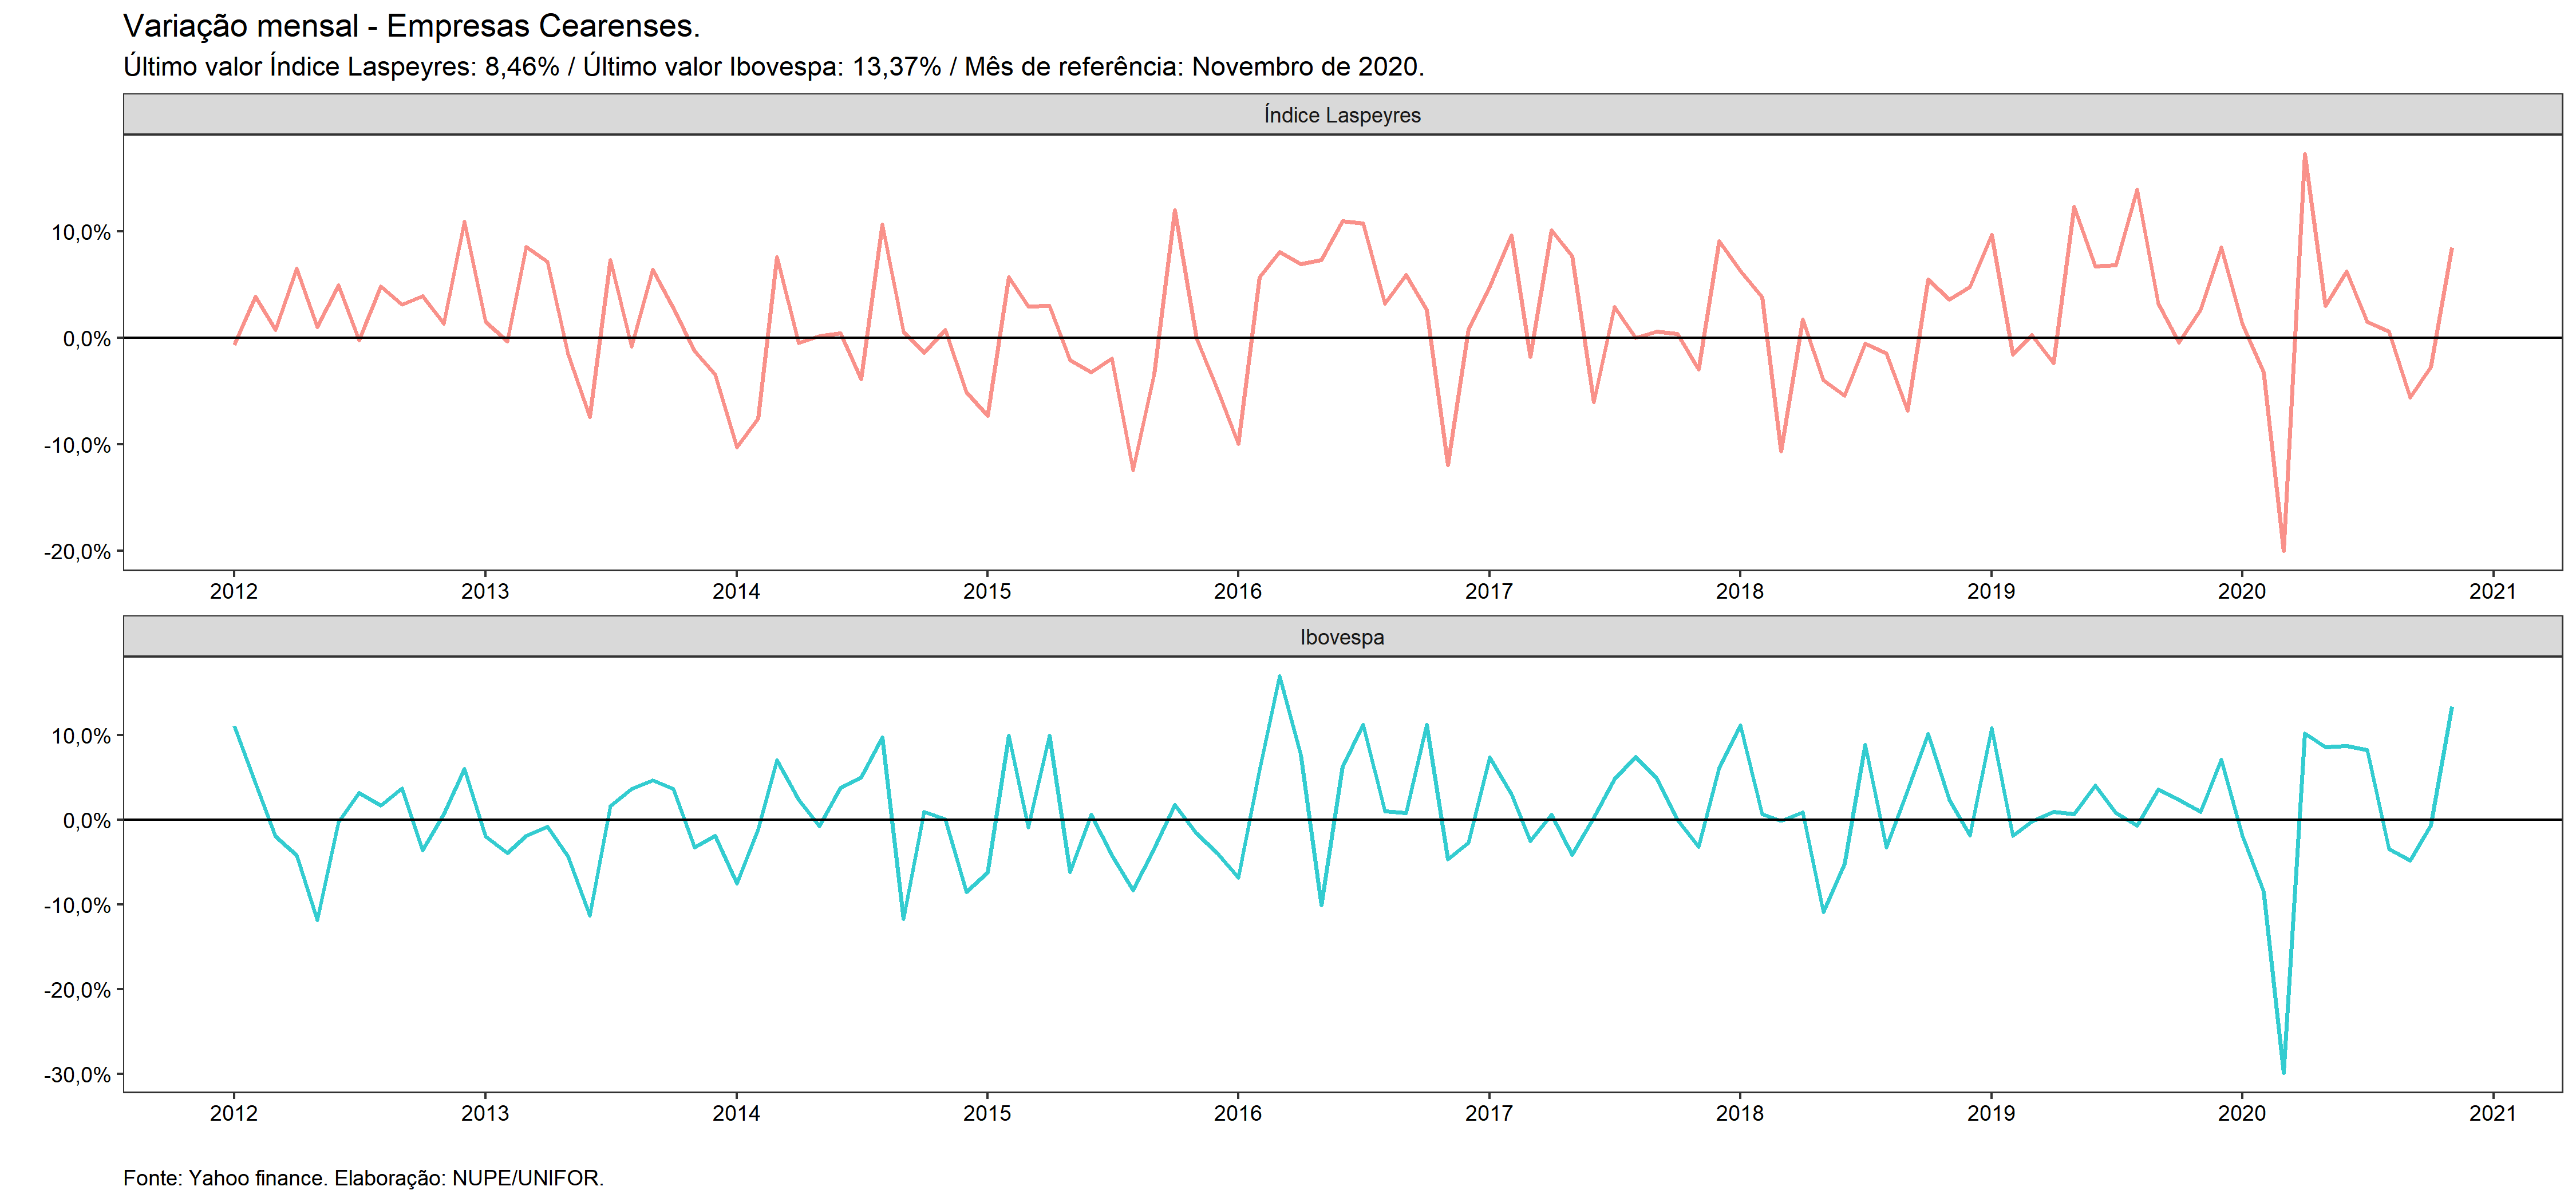 Variação mensal - Empresas Cearenses.
Último valor Índice Laspeyres: 8,46% / Último valor Ibovespa: 13,37% / Mês de referência: Novembro de 2020.
Índice Laspeyres
10,0%
0,0%
-10,0%
-20,0%
2012 2013 2014 2015 2016 2017 2018 2019 2020 2021
Ibovespa
10,0%
0,0%
-10,0%
-20,0%
-30,0%
2012 2013 2014 2015 2016 2017 2018 2019 2020 2021
Fonte: Yahoo finance. Elaboração: NUPE/UNIFOR.